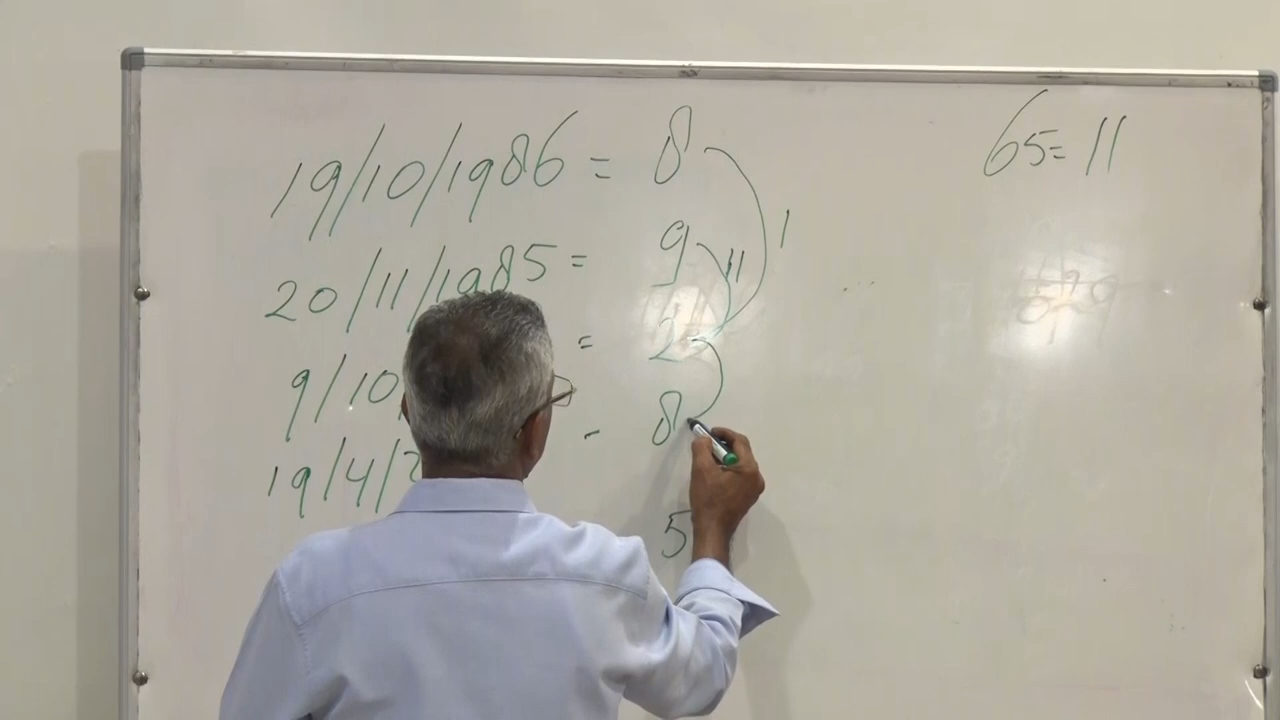 19/10/1986 = 8
1
20/11/1985 = 9
11
9/10 = 2
19/4/2 - 8
5
65=11